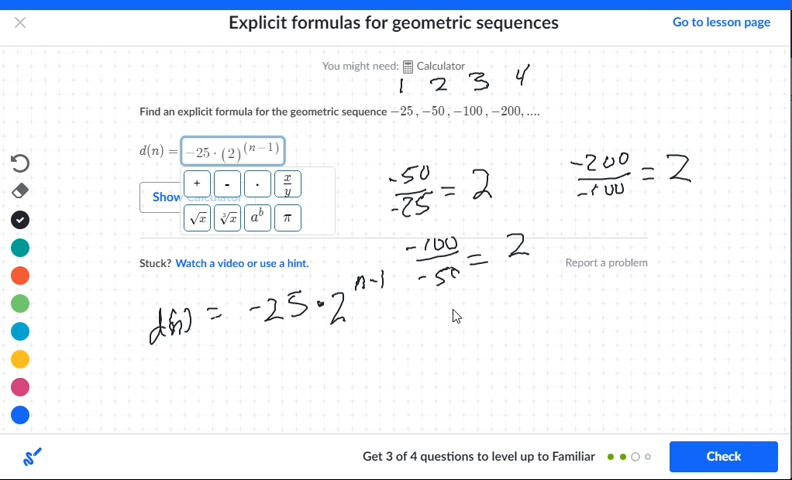 Explicit formulas for geometric sequences
Go to lesson page
You might need: Calculator
1 2 3 4
Find an explicit formula for the geometric sequence −25, −50, −100, −200, ....
d(n) = −25 · (2)^(n−1)
+ - · x/y
√x ∛x a^b π
Show Calculator
-50/-25 = 2
-200/-100 = 2
-100/-50 = 2
Stuck? Watch a video or use a hint.
Report a problem
d(n) = -25 · 2^n-1
Get 3 of 4 questions to level up to Familiar
Check